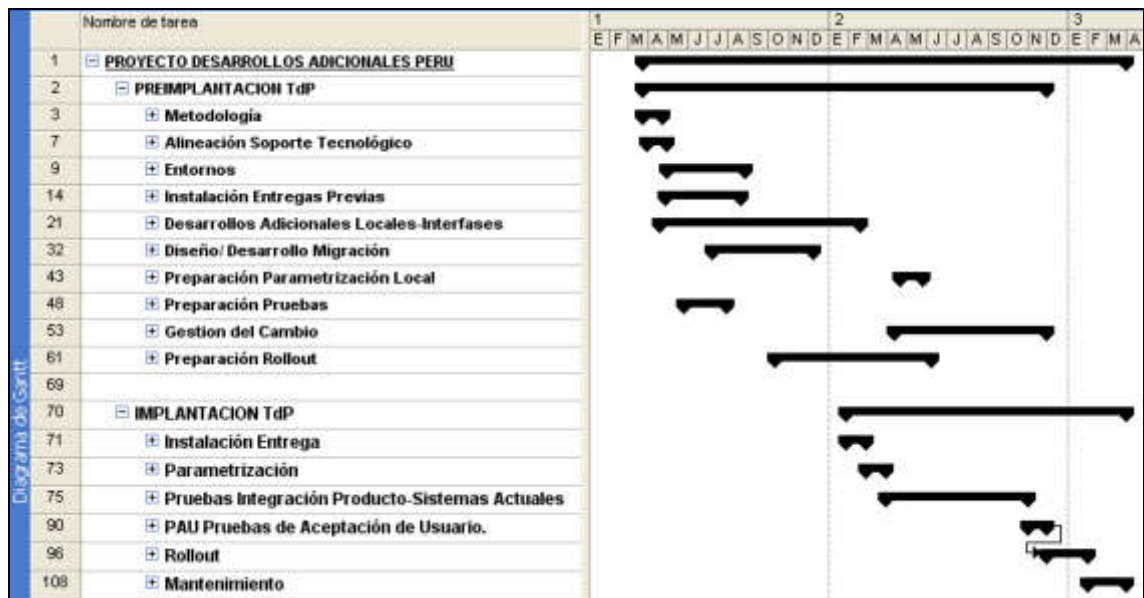 Nombre de tarea
1 2 3
E F M A M J J A S O N D E F M A M J J A S O N D E F M A
1 PROYECTO DESARROLLOS ADICIONALES PERU
2 PREIMPLANTACION TdP
3 Metodología
7 Alineación Soporte Tecnológico
9 Entornos
14 Instalación Entregas Previas
21 Desarrollos Adicionales Locales-Interfases
32 Diseño/ Desarrollo Migración
43 Preparación Parametrización Local
48 Preparación Pruebas
53 Gestion del Cambio
61 Preparación Rollout
69
70 IMPLANTACION TdP
71 Instalación Entrega
73 Parametrización
75 Pruebas Integración Producto-Sistemas Actuales
90 PAU Pruebas de Aceptación de Usuario.
96 Rollout
108 Mantenimiento
Diagrama de Gantt